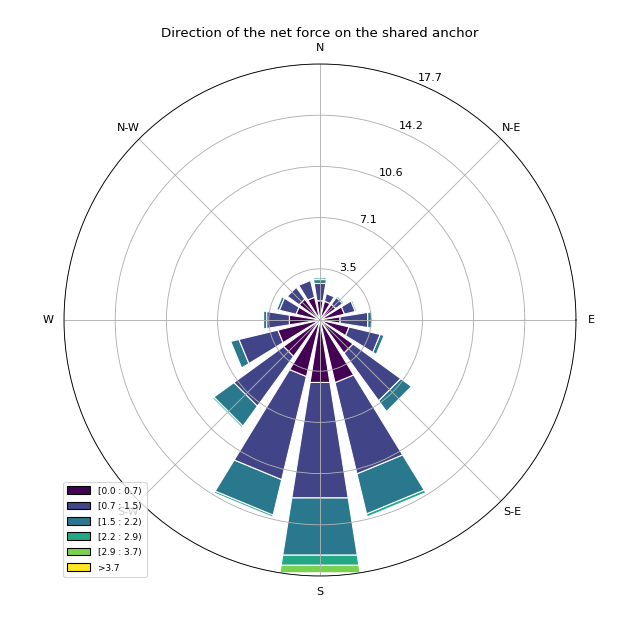 Direction of the net force on the shared anchor
N
17.7
N-W
14.2
N-E
10.6
7.1
3.5
W
E
[0.0 : 0.7)
[0.7 : 1.5)
[1.5 : 2.2)
[2.2 : 2.9)
[2.9 : 3.7)
>3.7
S-W
S-E
S